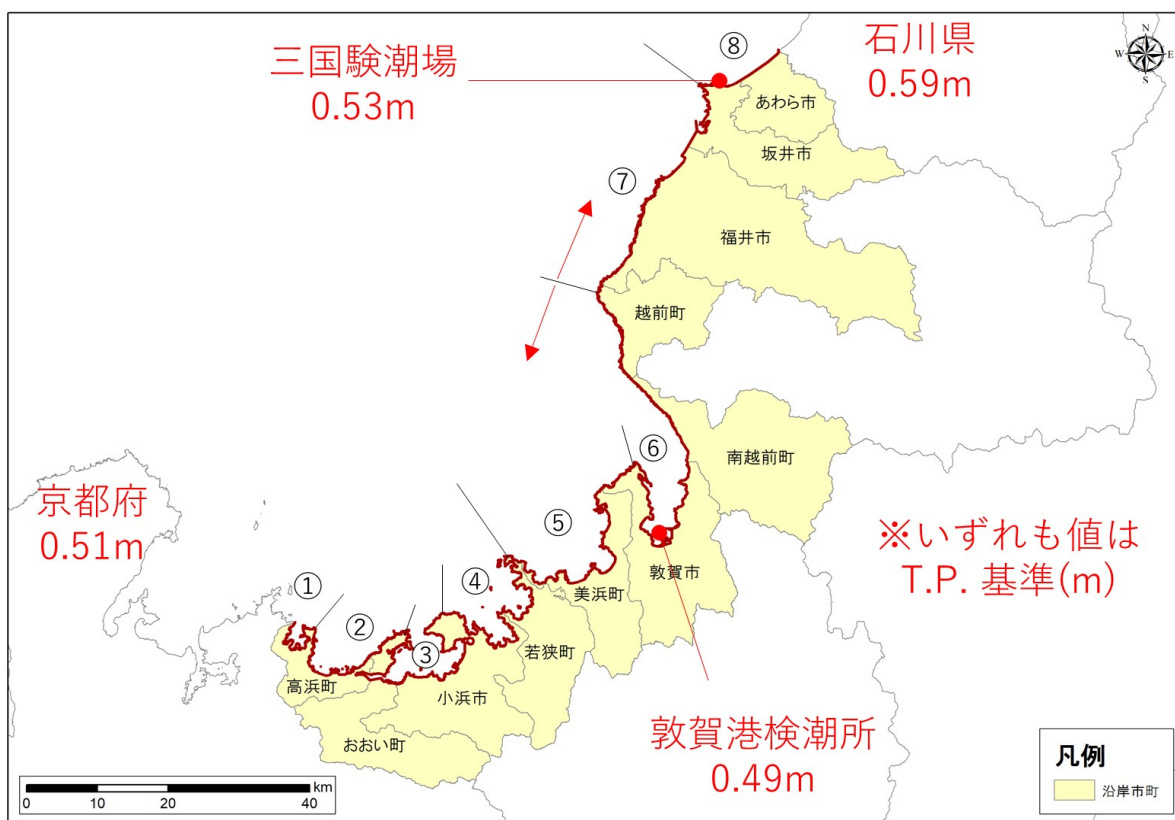 ⑧
石川県
0.59m
N
W
E
S
三国験潮場
0.53m
あわら市
坂井市
⑦
福井市
越前町
⑥
南越前町
京都府
0.51m
⑤
※いずれも値は
T.P. 基準(m)
敦賀市
④
美浜町
①
②
③
若狭町
高浜町
小浜市
おおい町
敦賀港検潮所
0.49m
凡例
沿岸市町
km
0 10 20 40